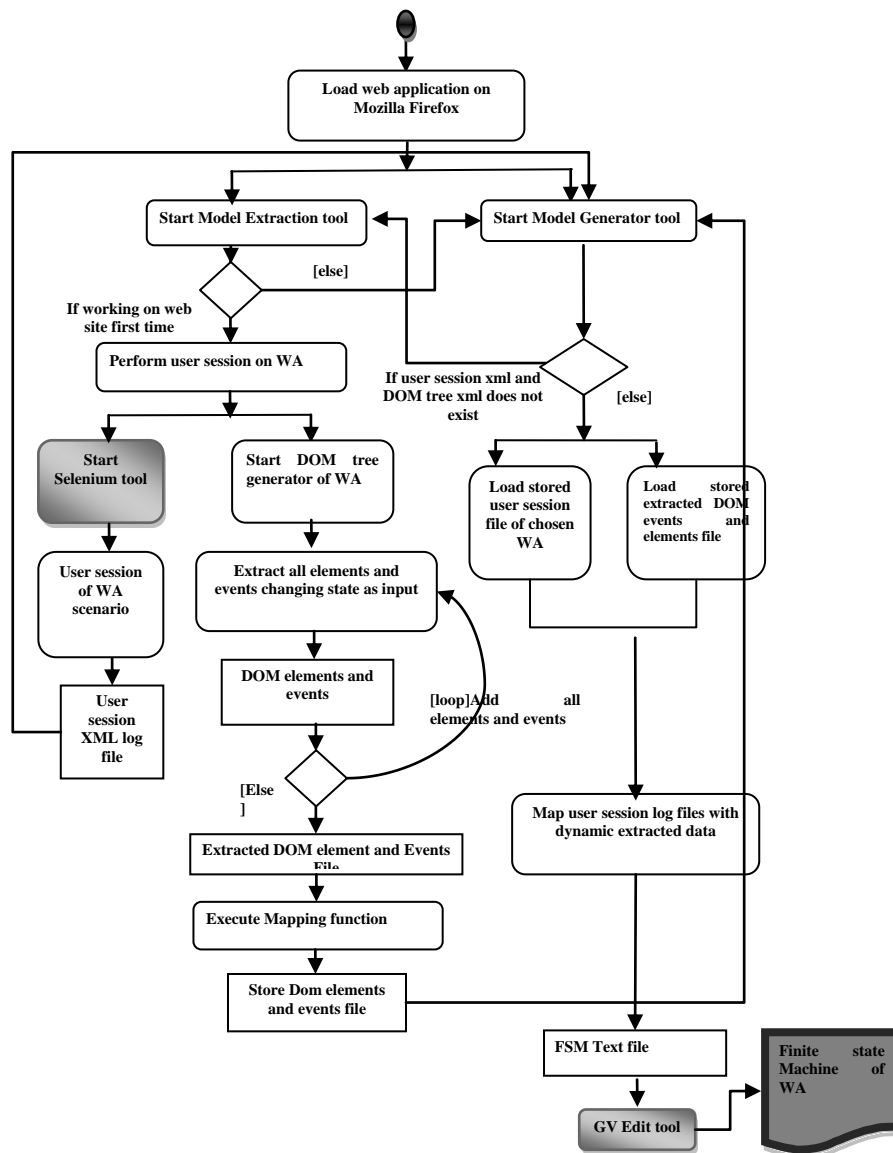 Load web application on
Mozilla Firefox
Start Model Extraction tool
Start Model Generator tool
[else]
If working on web
site first time
Perform user session on WA
If user session xml and
DOM tree xml does not
exist
[else]
Start
Selenium tool
Start DOM tree
generator of WA
Load stored
user session
file of chosen
WA
Load stored
extracted DOM
events and
elements file
User session
of WA
scenario
Extract all elements and
events changing state as input
DOM elements and
events
[loop]Add all
elements and events
User
session
XML log
file
[Else
]
Map user session log files with
dynamic extracted data
Extracted DOM element and Events
File
Execute Mapping function
Store Dom elements
and events file
FSM Text file
Finite state
Machine of
WA
GV Edit tool